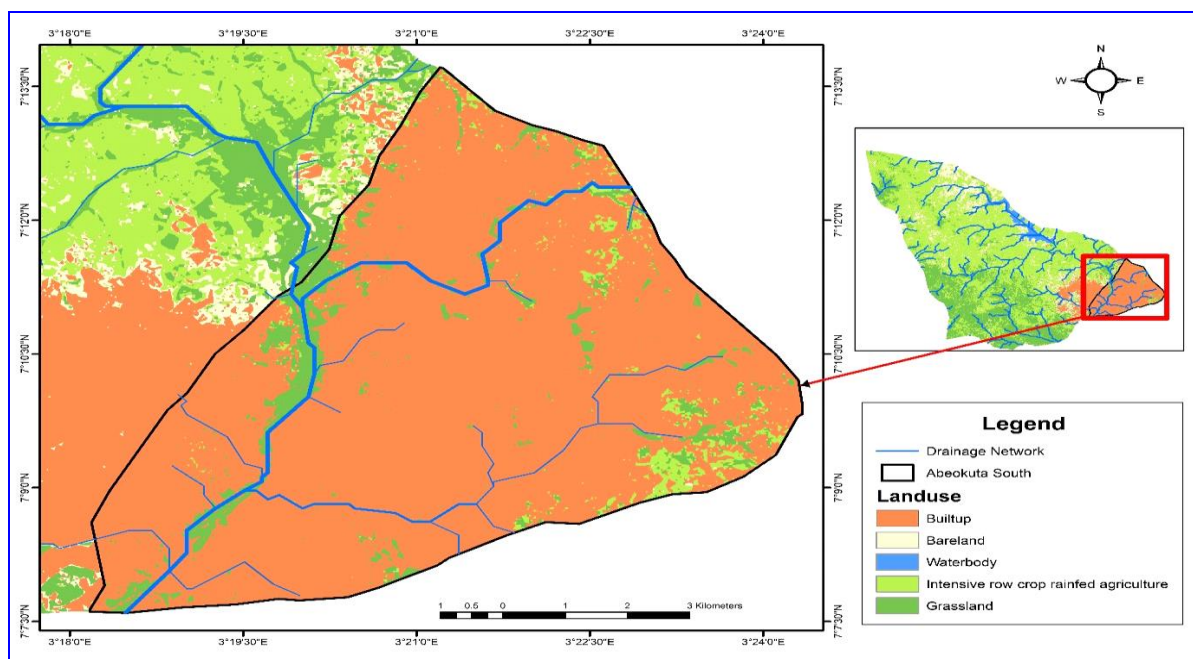 3°18'0"E 3°19'30"E 3°21'0"E 3°22'30"E 3°24'0"E
7°13'30"N
7°12'0"N
7°10'30"N
7°9'0"N
7°7'30"N
7°13'30"N
7°12'0"N
7°10'30"N
7°9'0"N
7°7'30"N
1 0.5 0 1 2 3 Kilometers
3°18'0"E 3°19'30"E 3°21'0"E 3°22'30"E 3°24'0"E
N
W E
S
Legend
Drainage Network
Abeokuta South
Landuse
Builtup
Bareland
Waterbody
Intensive row crop rainfed agriculture
Grassland